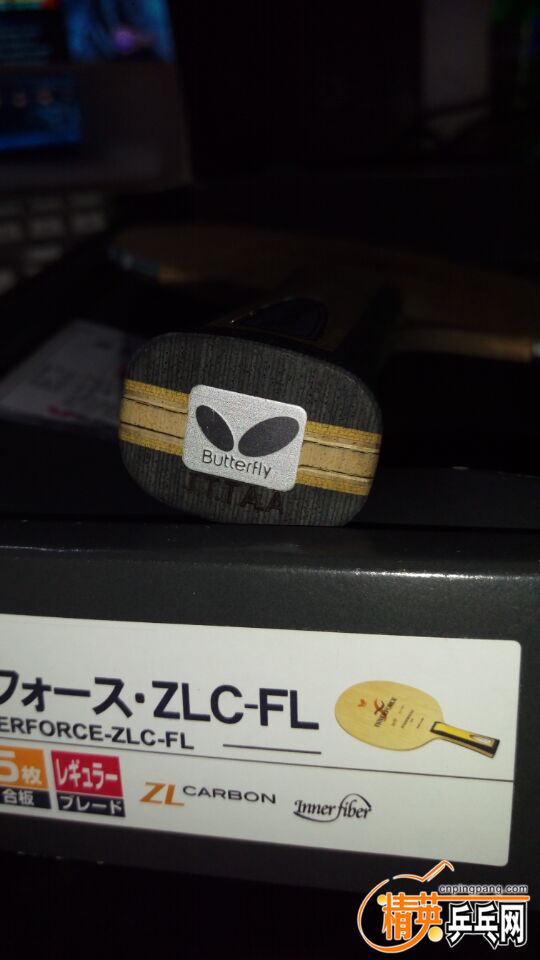 Butterfly
J.T.T.A.A.
フォース・ZLC-FL
ERFORCE-ZLC-FL
INNERFORCE
5枚
合板
レギュラー
ブレード
ZL CARBON
Inner fiber
cnpingpang.com
精英乒乓网